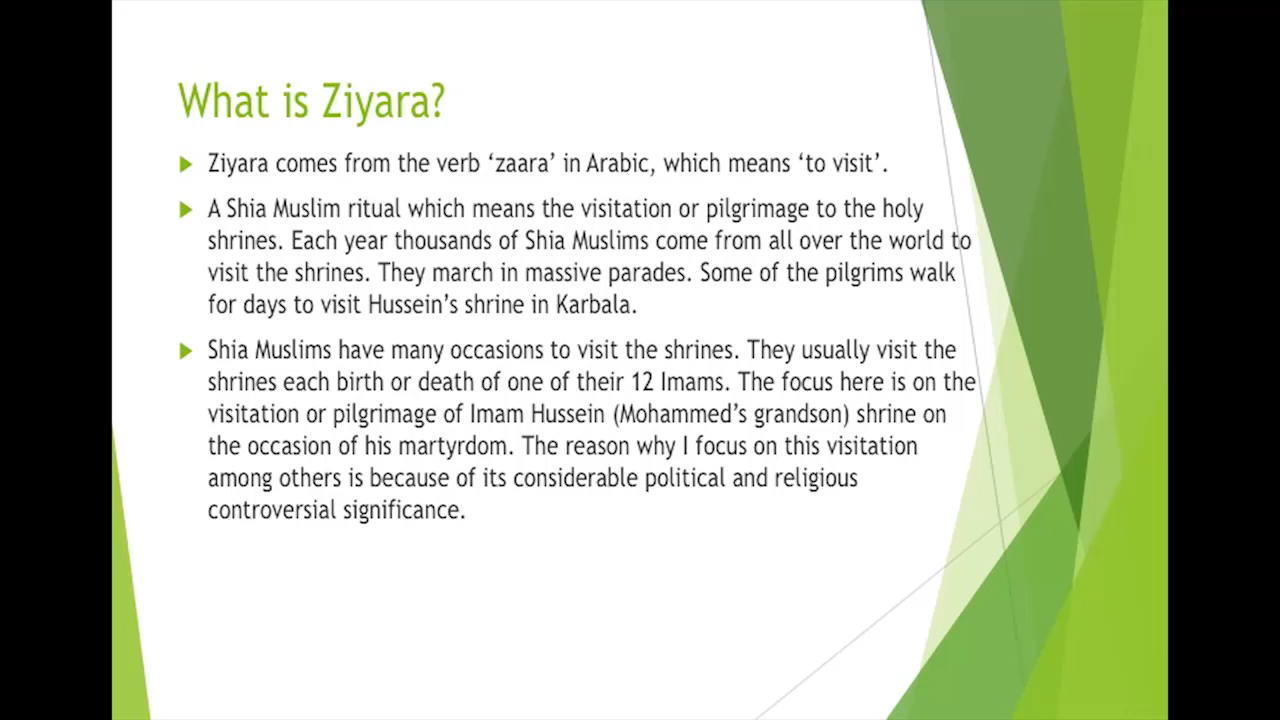 What is Ziyara?
Ziyara comes from the verb ‘zaara’ in Arabic, which means ‘to visit’.
A Shia Muslim ritual which means the visitation or pilgrimage to the holy
shrines. Each year thousands of Shia Muslims come from all over the world to
visit the shrines. They march in massive parades. Some of the pilgrims walk
for days to visit Hussein’s shrine in Karbala.
Shia Muslims have many occasions to visit the shrines. They usually visit the
shrines each birth or death of one of their 12 Imams. The focus here is on the
visitation or pilgrimage of Imam Hussein (Mohammed’s grandson) shrine on
the occasion of his martyrdom. The reason why I focus on this visitation
among others is because of its considerable political and religious
controversial significance.